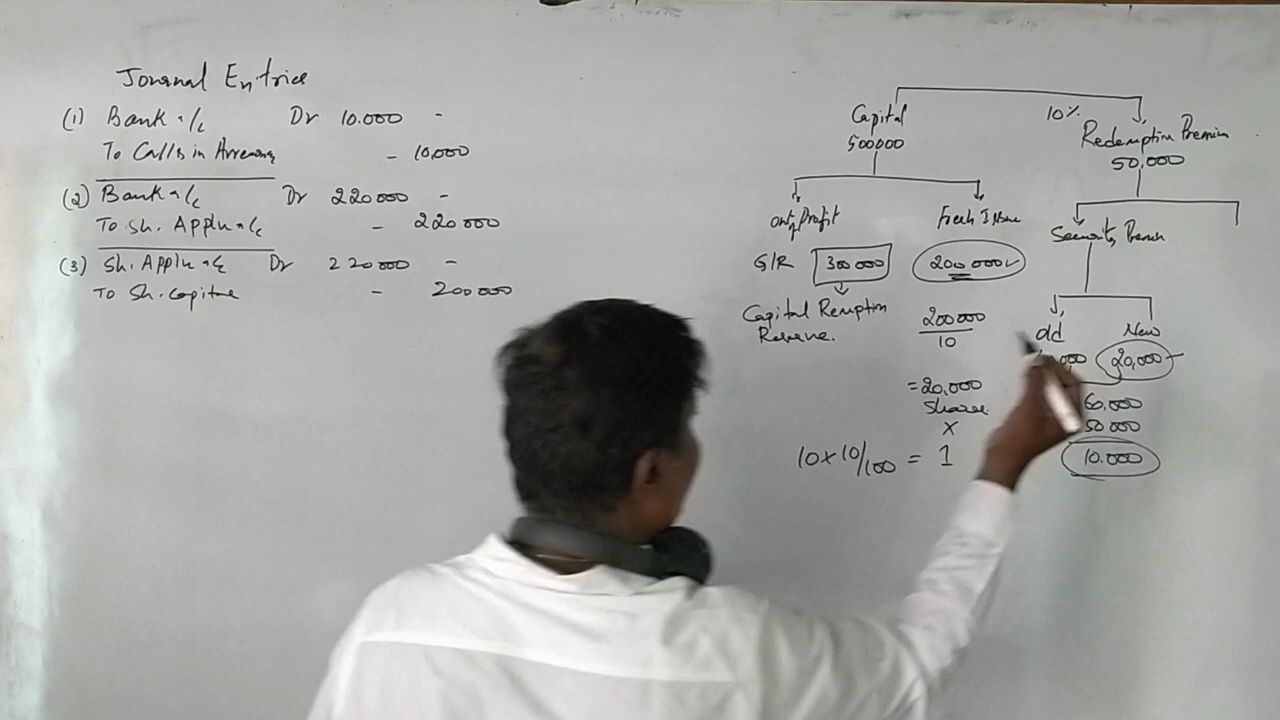 Journal Entries
(1) Bank a/c Dr 10.000 -
To Calls in Arrears - 10,000
(2) Bank a/c Dr 220000 -
To Sh. Appln a/c - 220000
(3) Sh. Appln a/c Dr 220000 -
To Sh. Capital - 200000
Capital
500000
10%
Redemption Premium
50,000
out of Profit
G/R 300000
Capital Remption
Reserve.
Fresh Issue
200000
200000
10
= 20.000
Shares
X
10 x 10/100 = 1
Security Premium
old
New
20,000
60.000
50 000
10.000